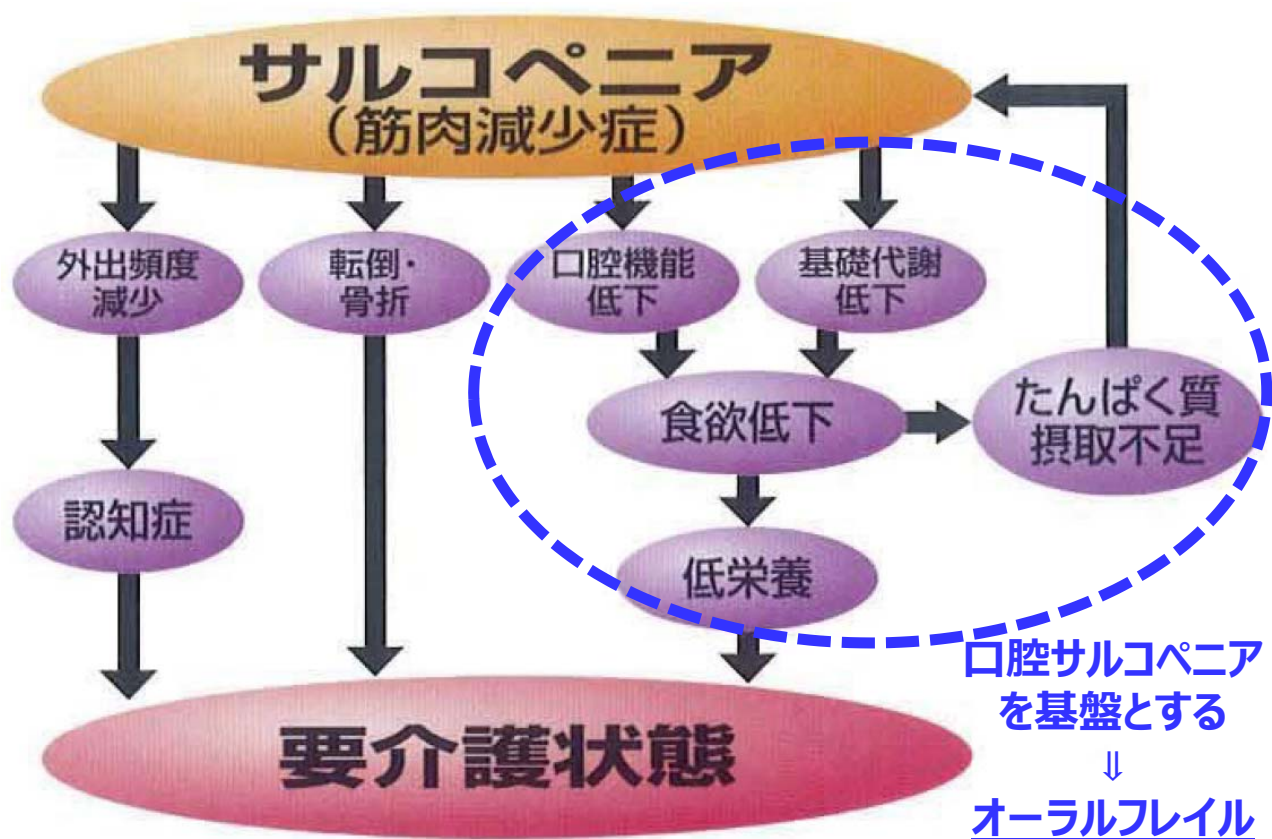 サルコペニア
（筋肉減少症）
外出頻度
減少
転倒・
骨折
口腔機能
低下
基礎代謝
低下
食欲低下
たんぱく質
摂取不足
認知症
低栄養
要介護状態
口腔サルコペニア
を基盤とする
⇓
オーラルフレイル